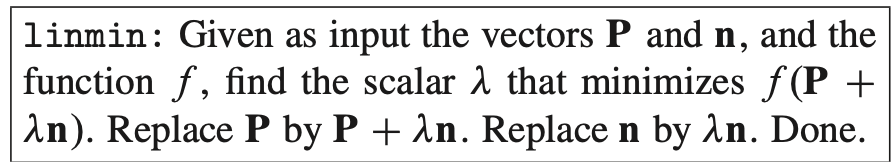 linmin: Given as input the vectors P and n, and the
function f, find the scalar λ that minimizes f(P +
λn). Replace P by P + λn. Replace n by λn. Done.